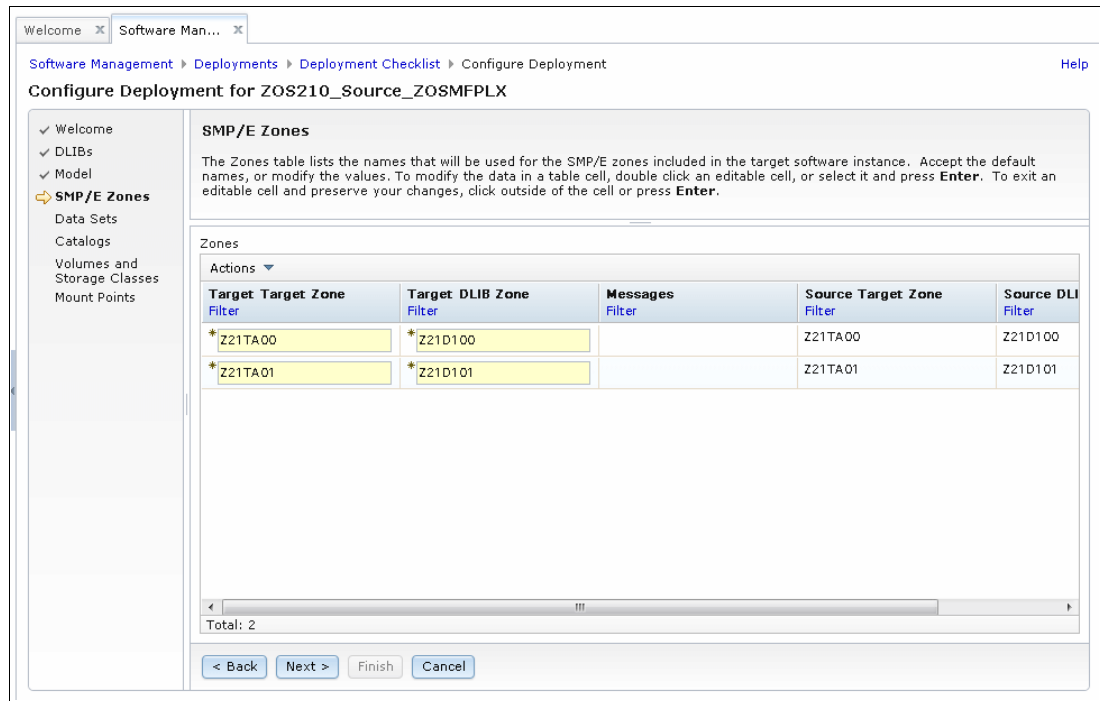 Welcome x Software Man... x
Software Management Deployments Deployment Checklist Configure Deployment Help
Configure Deployment for ZOS210_Source_ZOSMFPLX
✓ Welcome
✓ DLIBs
✓ Model
SMP/E Zones
Data Sets
Catalogs
Volumes and
Storage Classes
Mount Points
SMP/E Zones
The Zones table lists the names that will be used for the SMP/E zones included in the target software instance. Accept the default
names, or modify the values. To modify the data in a table cell, double click an editable cell, or select it and press Enter. To exit an
editable cell and preserve your changes, click outside of the cell or press Enter.
Zones
Actions
Target Target Zone Target DLIB Zone Messages Source Target Zone Source DLI
Filter Filter Filter Filter Filter
*Z21TA00 *Z21D100 Z21TA00 Z21D100
*Z21TA01 *Z21D101 Z21TA01 Z21D101
Total: 2
< Back Next > Finish Cancel